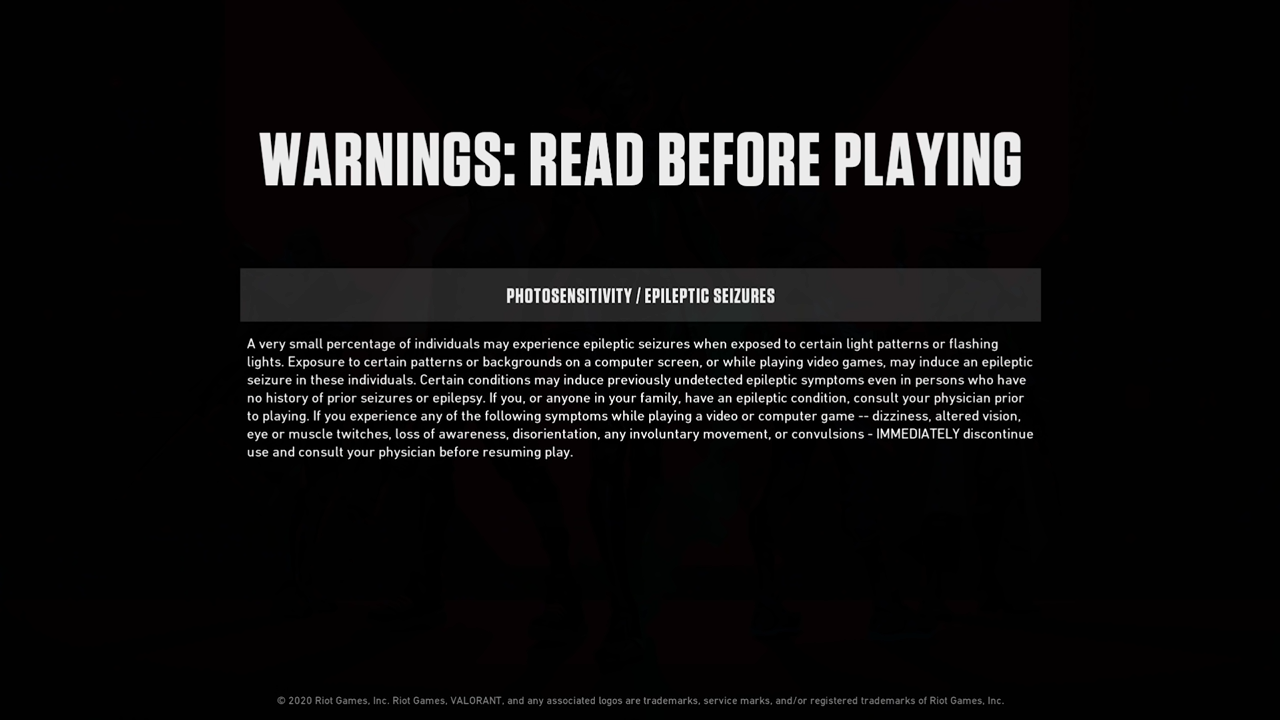 WARNINGS: READ BEFORE PLAYING
PHOTOSENSITIVITY / EPILEPTIC SEIZURES
A very small percentage of individuals may experience epileptic seizures when exposed to certain light patterns or flashing
lights. Exposure to certain patterns or backgrounds on a computer screen, or while playing video games, may induce an epileptic
seizure in these individuals. Certain conditions may induce previously undetected epileptic symptoms even in persons who have
no history of prior seizures or epilepsy. If you, or anyone in your family, have an epileptic condition, consult your physician prior
to playing. If you experience any of the following symptoms while playing a video or computer game -- dizziness, altered vision,
eye or muscle twitches, loss of awareness, disorientation, any involuntary movement, or convulsions - IMMEDIATELY discontinue
use and consult your physician before resuming play.
© 2020 Riot Games, Inc. Riot Games, VALORANT, and any associated logos are trademarks, service marks, and/or registered trademarks of Riot Games, Inc.